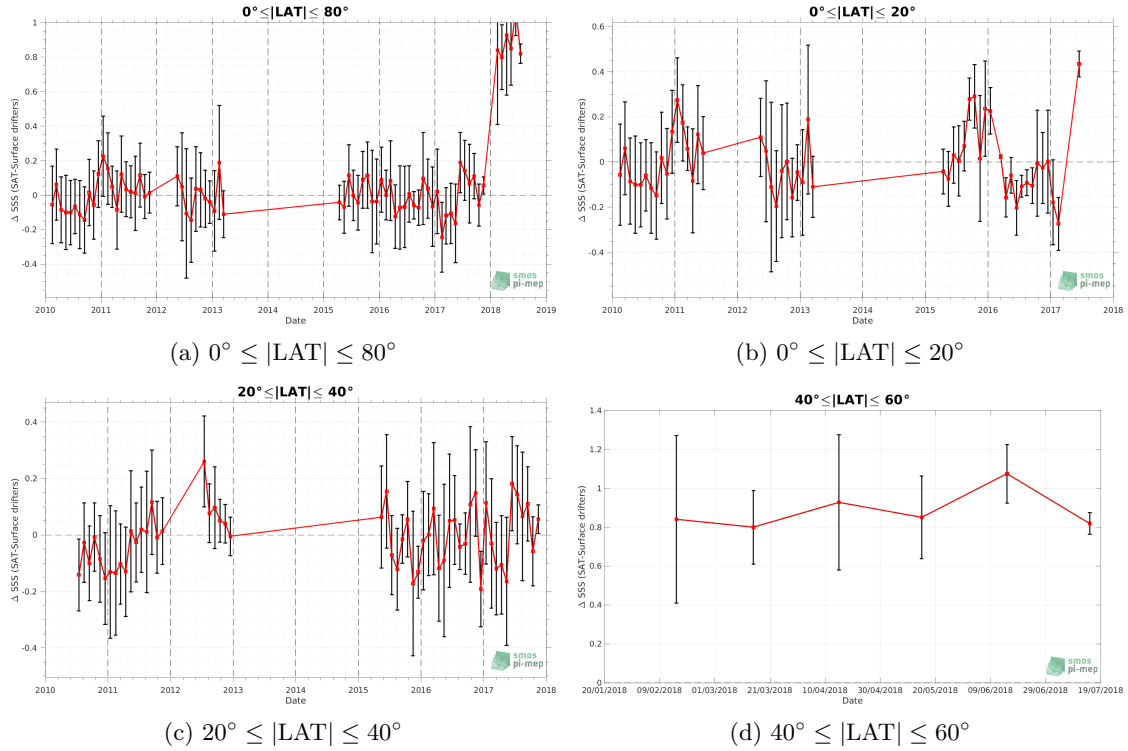 0°≤|LAT|≤ 80°
Δ SSS (SAT-Surface drifters)
1
0.8
0.6
0.4
0.2
0
-0.2
-0.4
2010 2011 2012 2013 2014 2015 2016 2017 2018 2019
Date
smos
pi-mep
(a) 0° ≤ |LAT| ≤ 80°
0°≤|LAT|≤ 20°
Δ SSS (SAT-Surface drifters)
0.6
0.4
0.2
0
-0.2
-0.4
2010 2011 2012 2013 2014 2015 2016 2017 2018
Date
smos
pi-mep
(b) 0° ≤ |LAT| ≤ 20°
20°≤|LAT|≤ 40°
Δ SSS (SAT-Surface drifters)
0.4
0.2
0
-0.2
-0.4
2010 2011 2012 2013 2014 2015 2016 2017 2018
Date
smos
pi-mep
(c) 20° ≤ |LAT| ≤ 40°
40°≤|LAT|≤ 60°
Δ SSS (SAT-Surface drifters)
1.4
1.2
1
0.8
0.6
0.4
0.2
0
20/01/2018 09/02/2018 01/03/2018 21/03/2018 10/04/2018 30/04/2018 20/05/2018 09/06/2018 29/06/2018 19/07/2018
Date
smos
pi-mep
(d) 40° ≤ |LAT| ≤ 60°